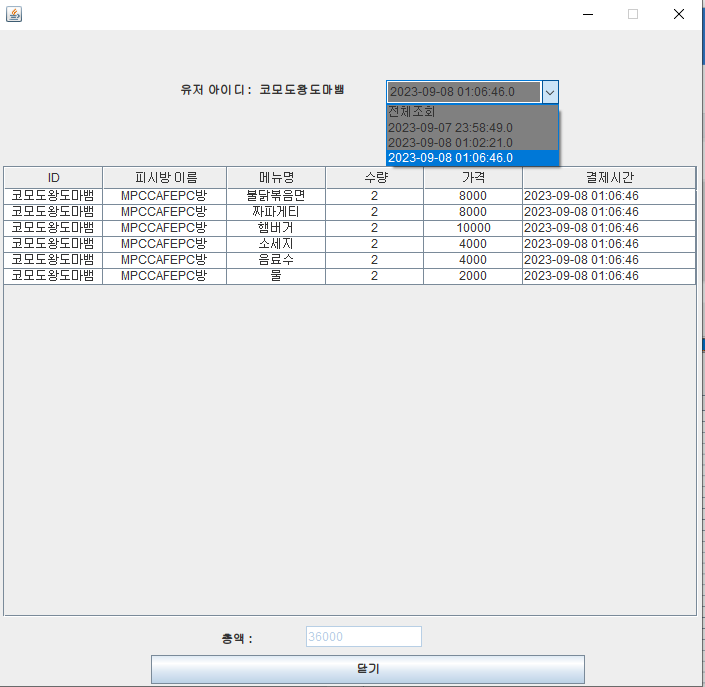 유저 아이디 : 코모도왕도마뱀 2023-09-08 01:06:46.0
전체조회
2023-09-07 23:58:49.0
2023-09-08 01:02:21.0
2023-09-08 01:06:46.0
ID 피시방 이름 메뉴명 수량 가격 결제시간
코모도왕도마뱀 MPCCAFEPC방 불닭볶음면 2 8000 2023-09-08 01:06:46
코모도왕도마뱀 MPCCAFEPC방 짜파게티 2 8000 2023-09-08 01:06:46
코모도왕도마뱀 MPCCAFEPC방 햄버거 2 10000 2023-09-08 01:06:46
코모도왕도마뱀 MPCCAFEPC방 소세지 2 4000 2023-09-08 01:06:46
코모도왕도마뱀 MPCCAFEPC방 음료수 2 4000 2023-09-08 01:06:46
코모도왕도마뱀 MPCCAFEPC방 물 2 2000 2023-09-08 01:06:46
총액 : 36000
닫기